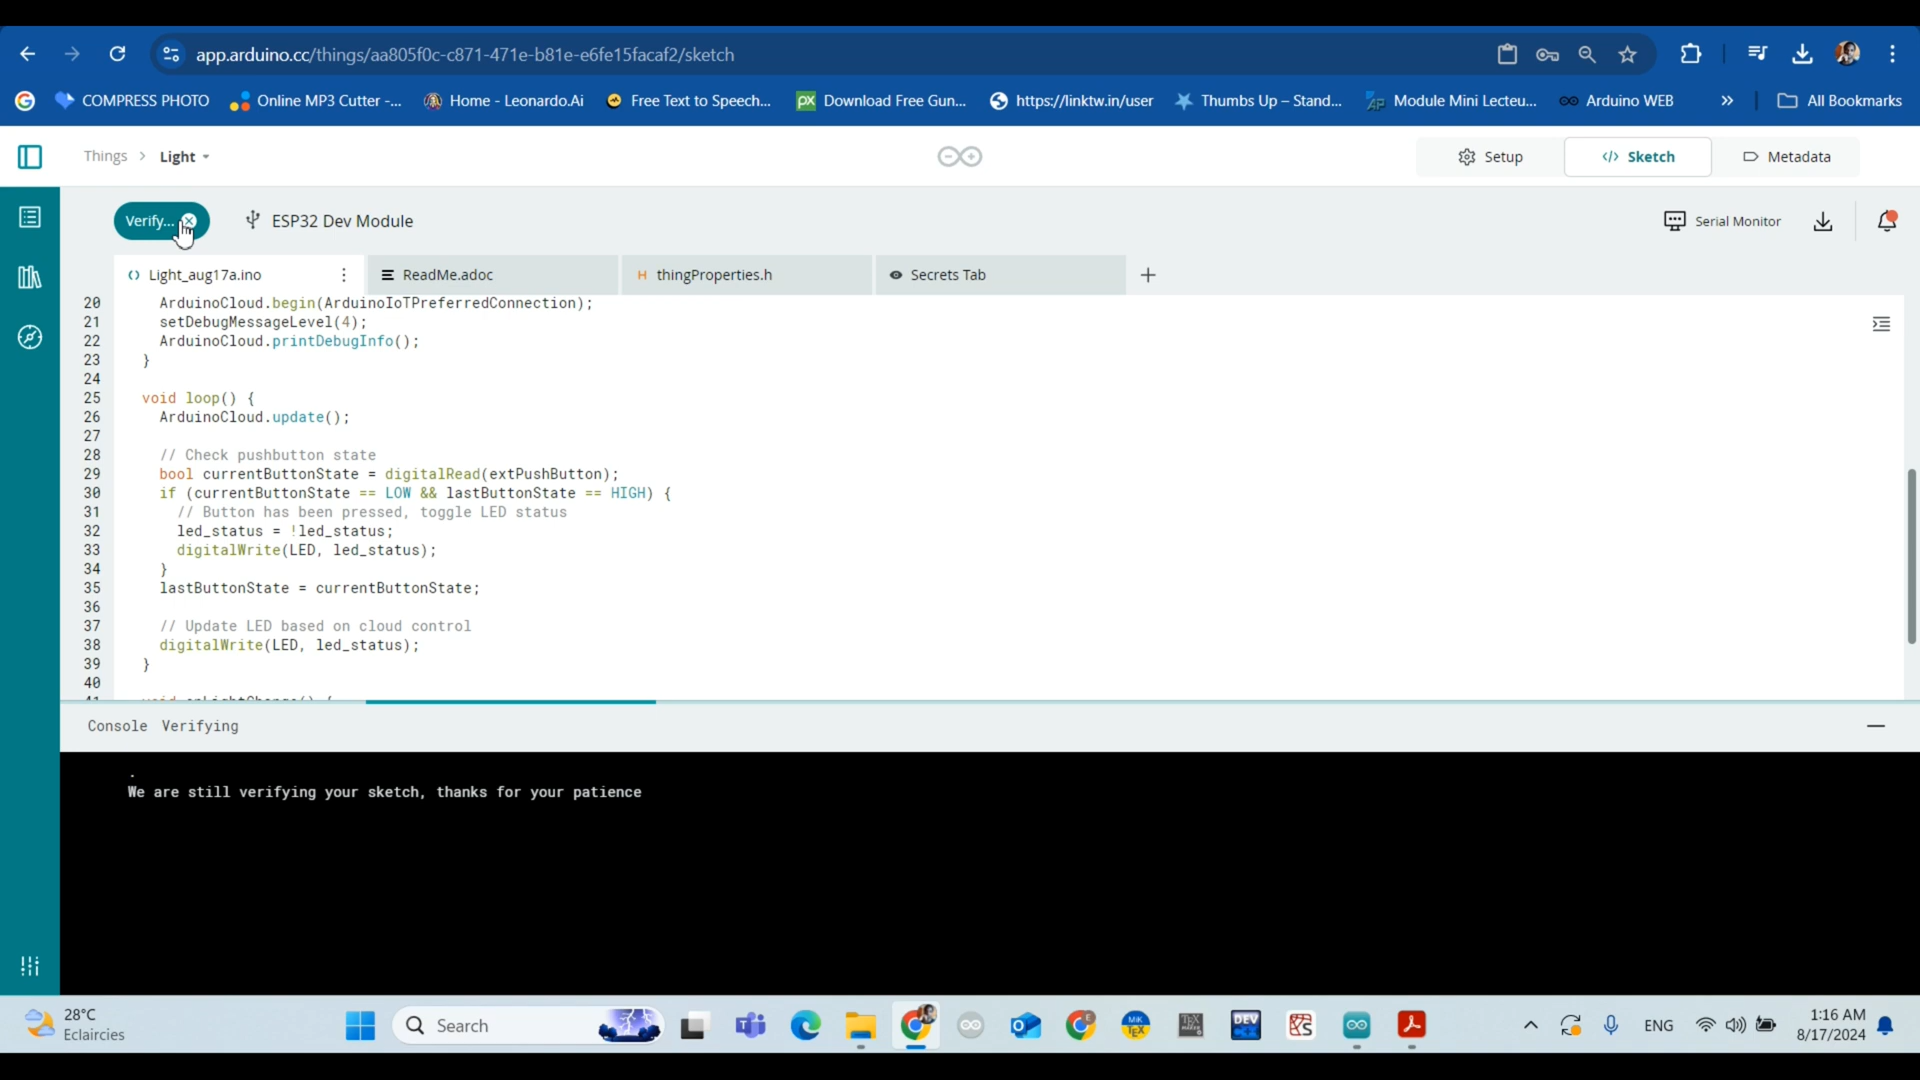 app.arduino.cc/things/aa805f0c-c871-471e-b81e-e6fe15facaf2/sketch
COMPRESS PHOTO Online MP3 Cutter -... Home - Leonardo.Ai Free Text to Speech... Download Free Gun... https://linktw.in/user Thumbs Up – Stand... Module Mini Lecteu... Arduino WEB » All Bookmarks
Things > Light Setup </> Sketch Metadata
Verify... ESP32 Dev Module Serial Monitor
Light_aug17a.ino ReadMe.adoc H thingProperties.h Secrets Tab +
20 ArduinoCloud.begin(ArduinoIoTPreferredConnection);
21 setDebugMessageLevel(4);
22 ArduinoCloud.printDebugInfo();
23 }
24
25 void loop() {
26 ArduinoCloud.update();
27
28 // Check pushbutton state
29 bool currentButtonState = digitalRead(extPushButton);
30 if (currentButtonState == LOW && lastButtonState == HIGH) {
31 // Button has been pressed, toggle LED status
32 led_status = !led_status;
33 digitalWrite(LED, led_status);
34 }
35 lastButtonState = currentButtonState;
36
37 // Update LED based on cloud control
38 digitalWrite(LED, led_status);
39 }
40
Console Verifying
.
We are still verifying your sketch, thanks for your patience
28°C
Eclaircies
Search
ENG
1:16 AM
8/17/2024